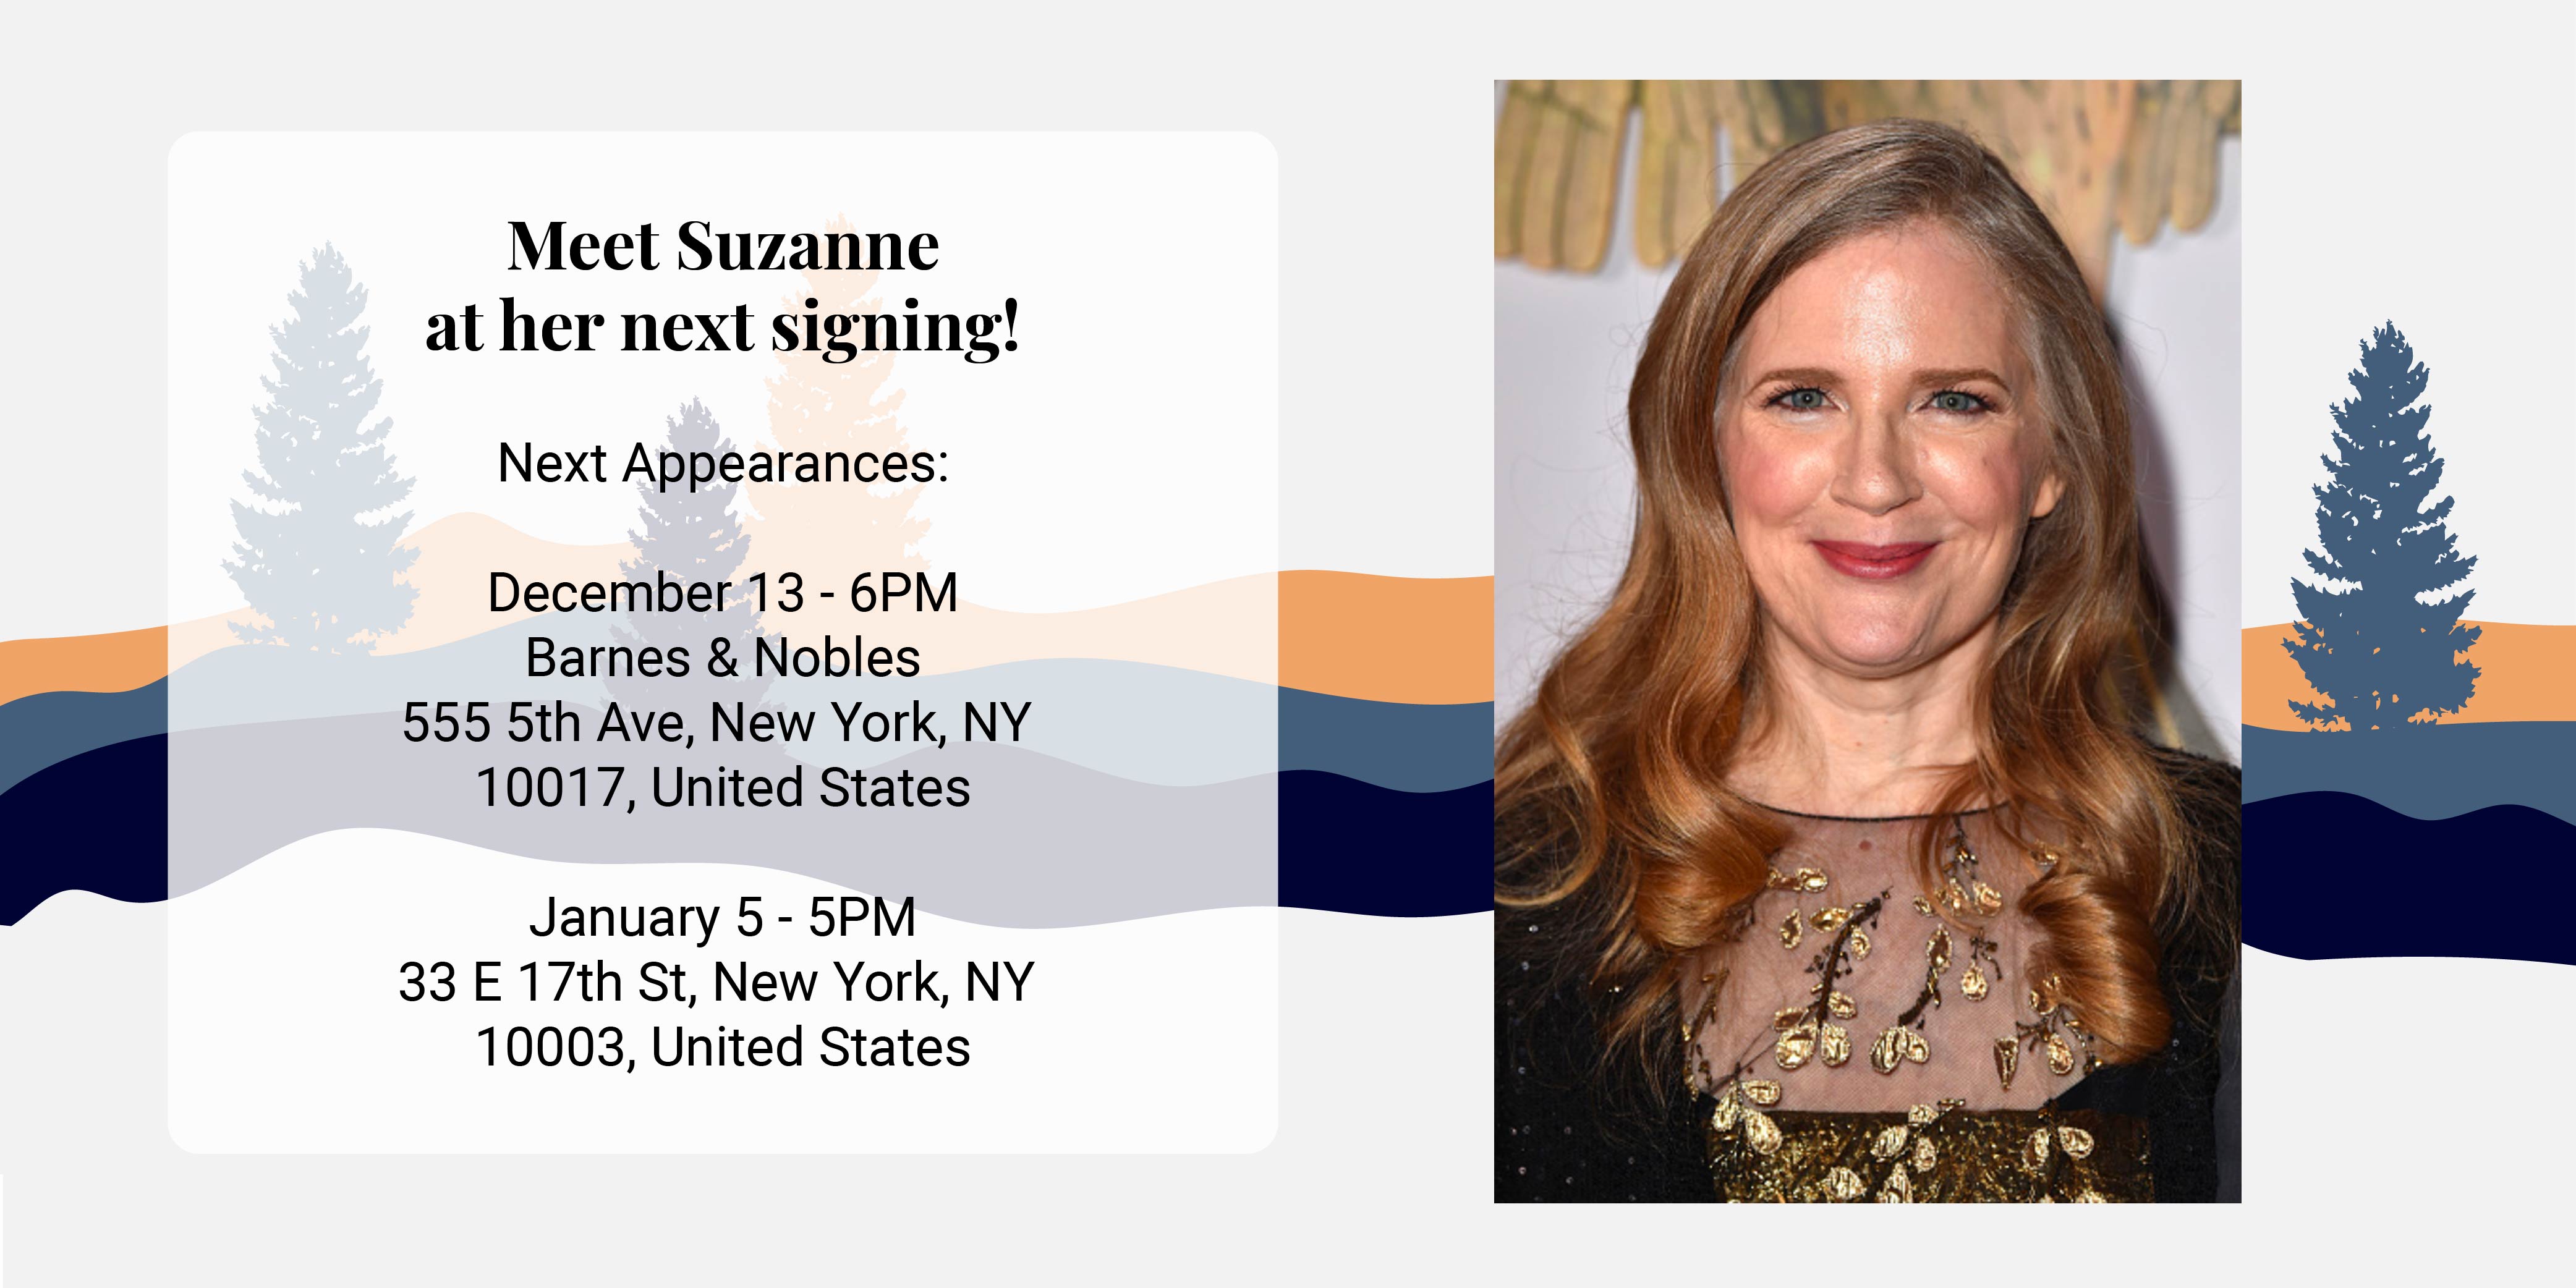 Meet Suzanne
at her next signing!
Next Appearances:
December 13 - 6PM
Barnes & Nobles
555 5th Ave, New York, NY
10017, United States
January 5 - 5PM
33 E 17th St, New York, NY
10003, United States